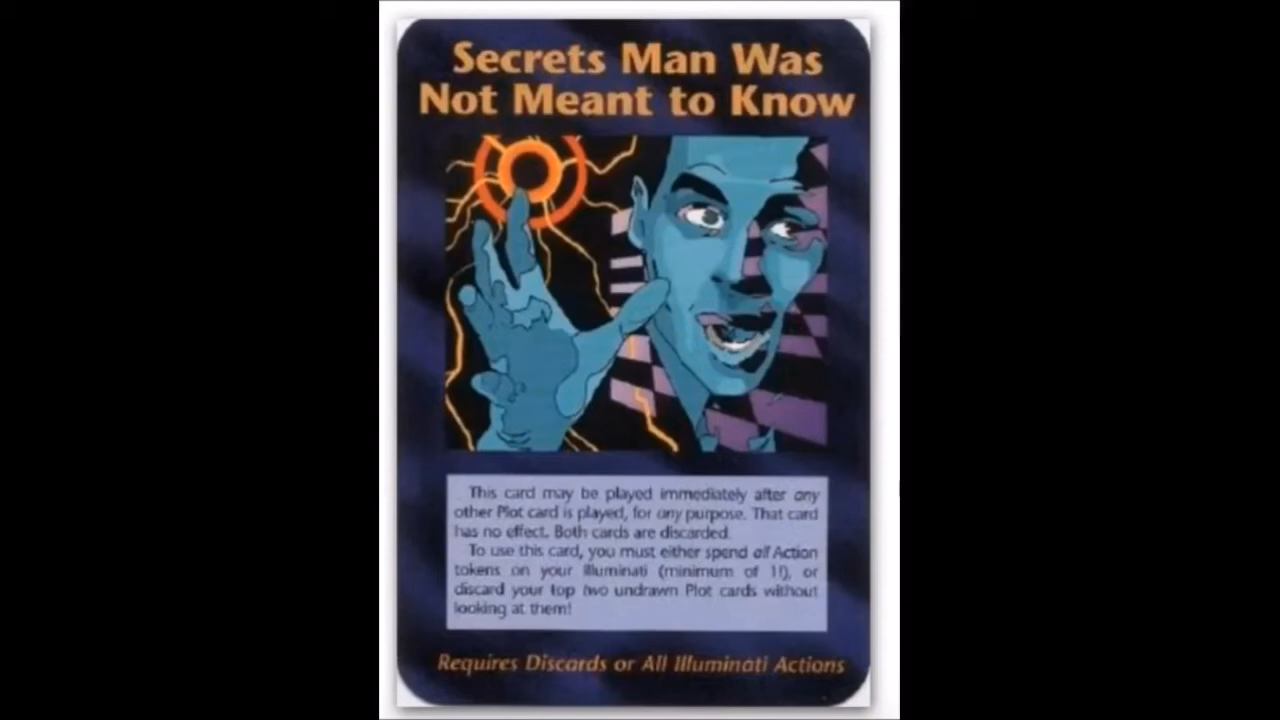 Secrets Man Was
Not Meant to Know
This card may be played immediately after any
other Plot card is played, for any purpose. That card
has no effect. Both cards are discarded.
To use this card, you must either spend all Action
tokens on your Illuminati (minimum of 1!), or
discard your top two undrawn Plot cards without
looking at them!
Requires Discards or All Illuminati Actions